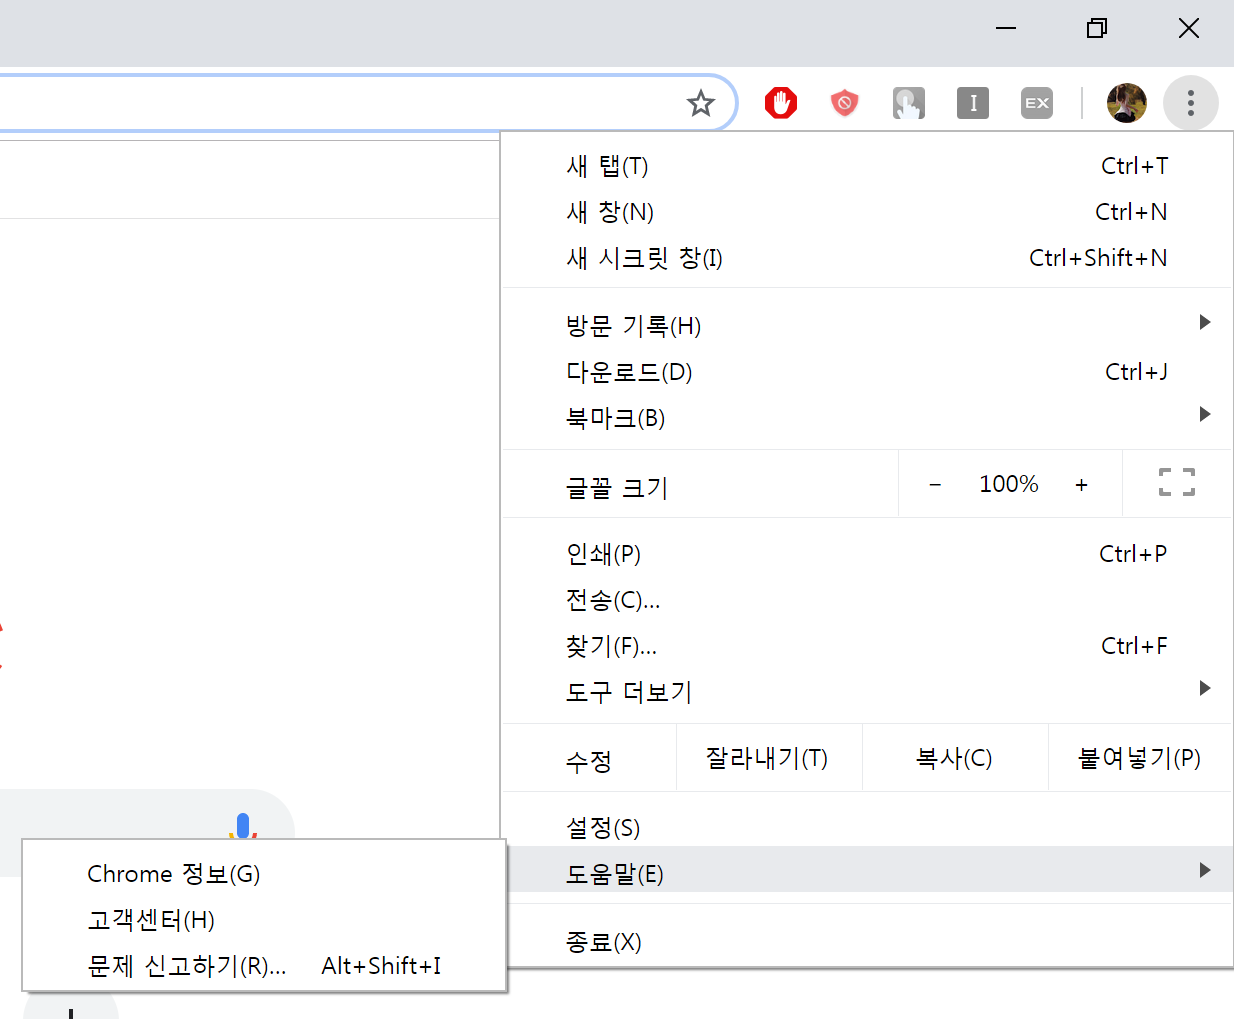 I
EX
새 탭(T) Ctrl+T
새 창(N) Ctrl+N
새 시크릿 창(I) Ctrl+Shift+N
방문 기록(H)
다운로드(D) Ctrl+J
북마크(B)
글꼴 크기 − 100% +
인쇄(P) Ctrl+P
전송(C)...
찾기(F)... Ctrl+F
도구 더보기
수정 잘라내기(T) 복사(C) 붙여넣기(P)
설정(S)
도움말(E)
종료(X)
Chrome 정보(G)
고객센터(H)
문제 신고하기(R)... Alt+Shift+I